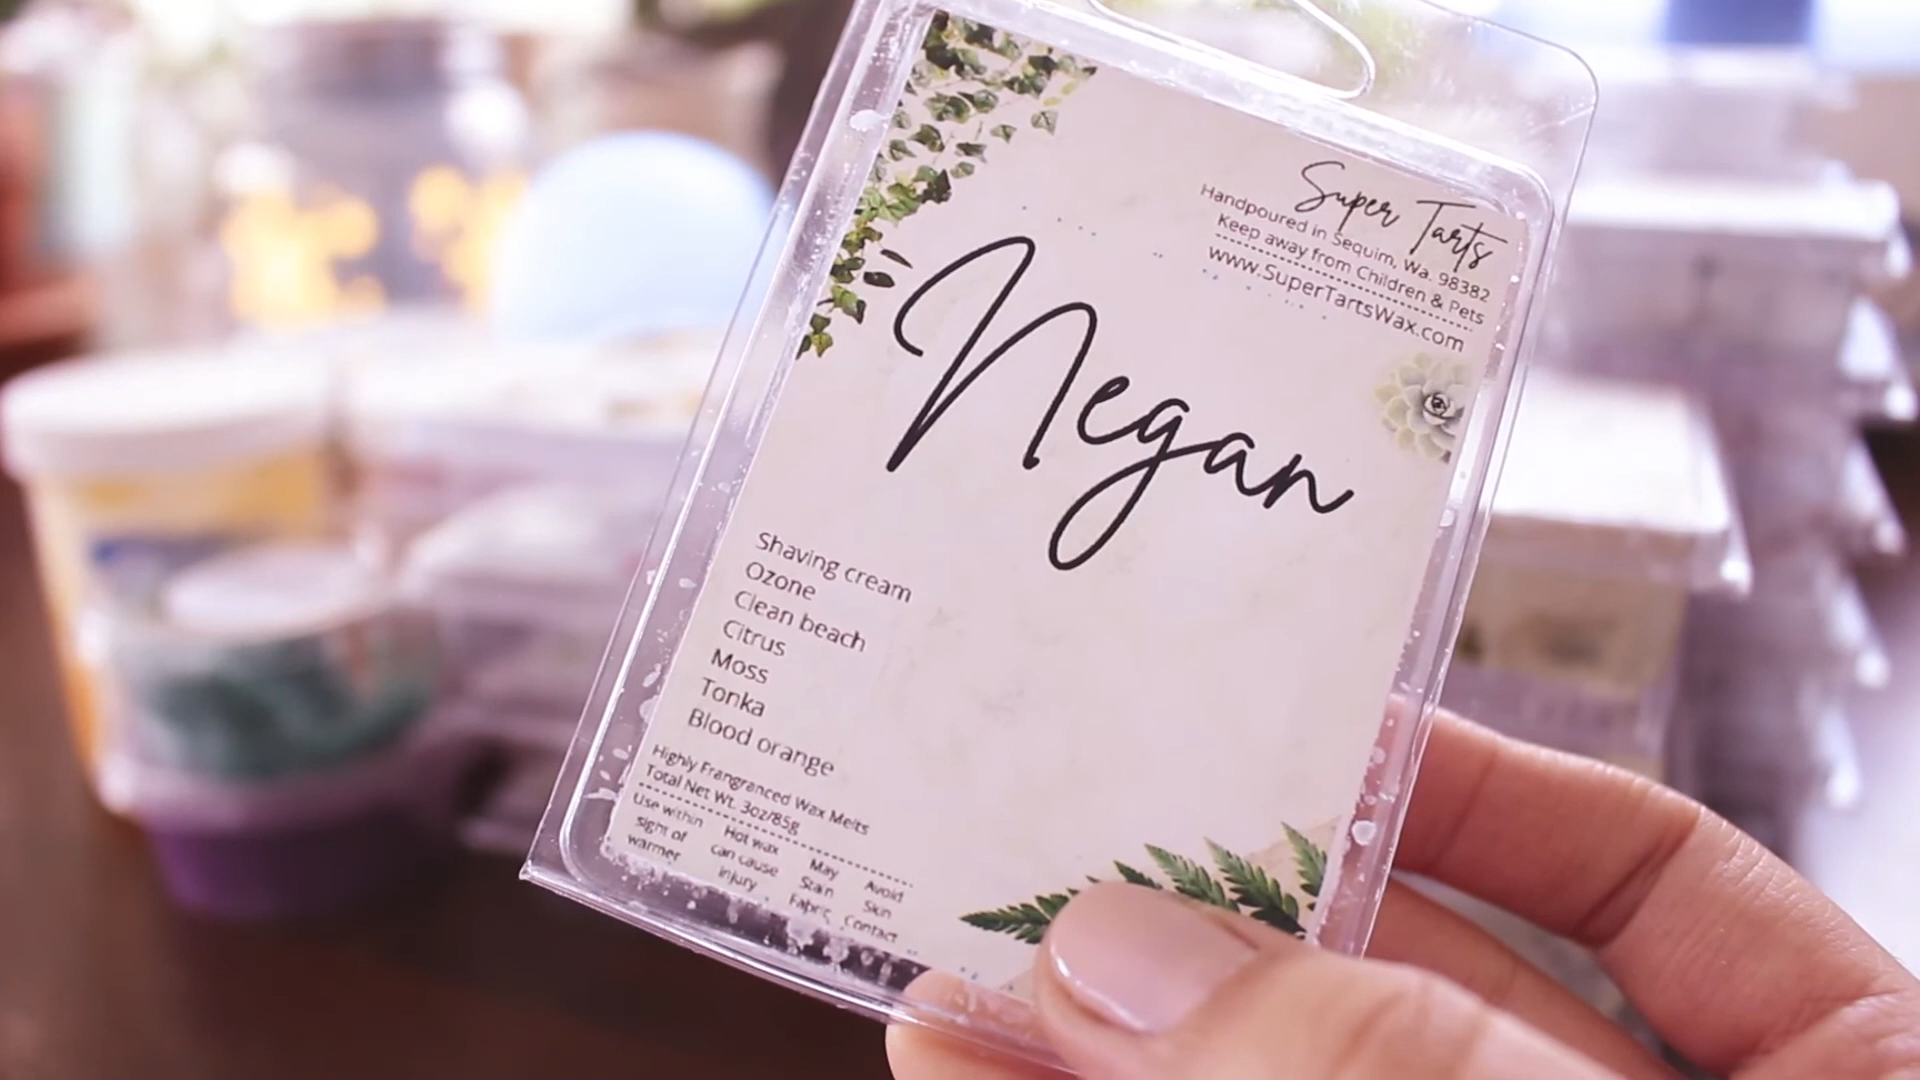 Super Tarts
Handpoured in Sequim, Wa. 98382
Keep away from Children & Pets
www.SuperTartsWax.com
Negan
Shaving cream
Ozone
Clean beach
Citrus
Moss
Tonka
Blood orange
Highly Frangranced Wax Melts
Total Net Wt. 3oz/85g
Use within
sight of
warmer
Hot wax
can cause
injury
May
Stain
Fabric
Avoid
Skin
Contact